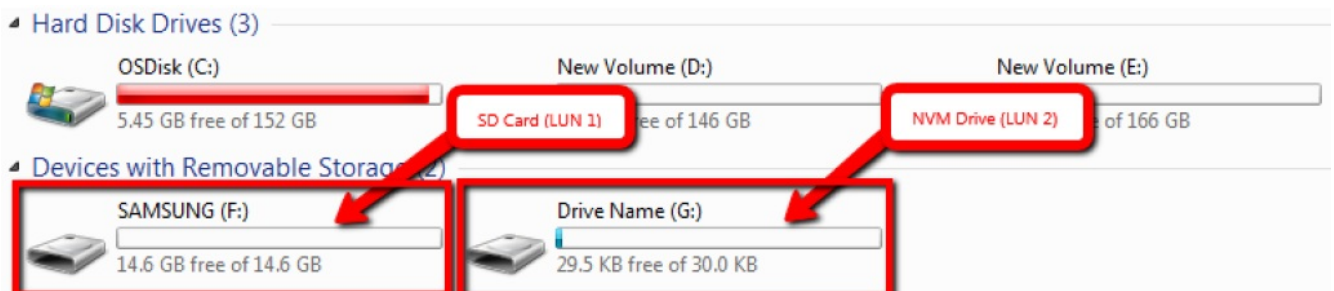 Hard Disk Drives (3)
OSDisk (C:)
New Volume (D:)
New Volume (E:)
5.45 GB free of 152 GB
SD Card (LUN 1)
ree of 146 GB
NVM Drive (LUN 2)
of 166 GB
Devices with Removable Storage (2)
SAMSUNG (F:)
Drive Name (G:)
14.6 GB free of 14.6 GB
29.5 KB free of 30.0 KB